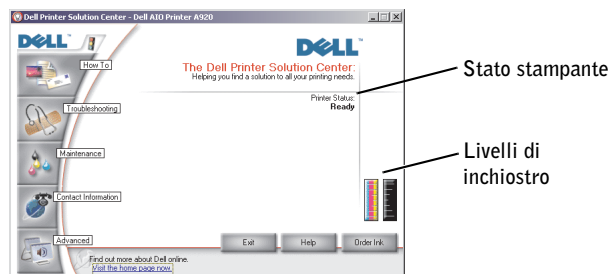 Dell Printer Solution Center - Dell AIO Printer A920
DELL™
DELL™
How To
The Dell Printer Solution Center:
Helping you find a solution to all your printing needs.
Stato stampante
Printer Status:
Ready
Troubleshooting
Maintenance
Livelli di
inchiostro
Contact Information
Advanced
Exit
Help
Order Ink
Find out more about Dell online.
Visit the home page now.